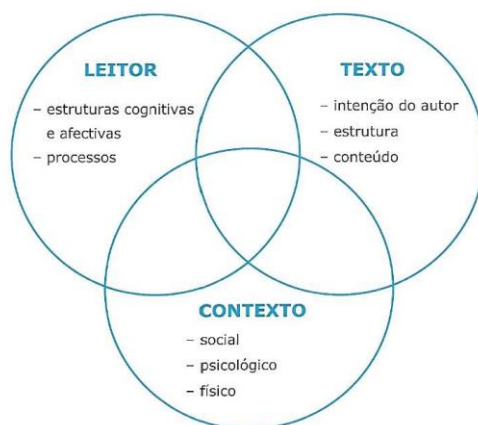 LEITOR
– estruturas cognitivas
e afectivas
– processos
TEXTO
– intenção do autor
– estrutura
– conteúdo
CONTEXTO
– social
– psicológico
– físico